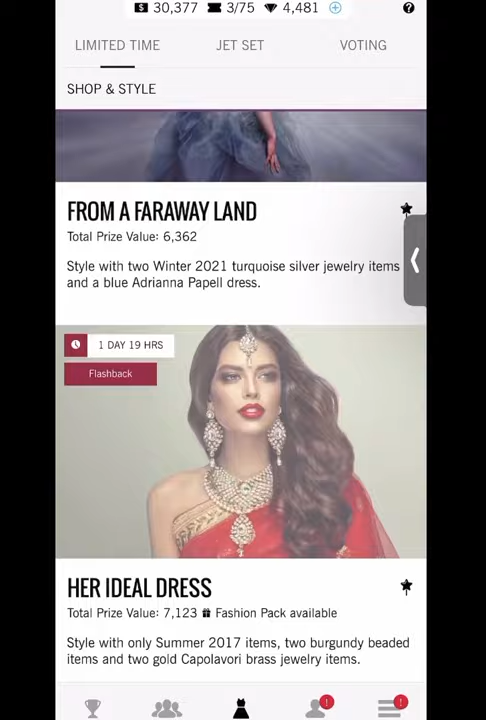 30,377 3/75 4,481
LIMITED TIME JET SET VOTING
SHOP & STYLE
FROM A FARAWAY LAND
Total Prize Value: 6,362
Style with two Winter 2021 turquoise silver jewelry items
and a blue Adrianna Papell dress.
1 DAY 19 HRS
Flashback
HER IDEAL DRESS
Total Prize Value: 7,123 Fashion Pack available
Style with only Summer 2017 items, two burgundy beaded
items and two gold Capolavori brass jewelry items.